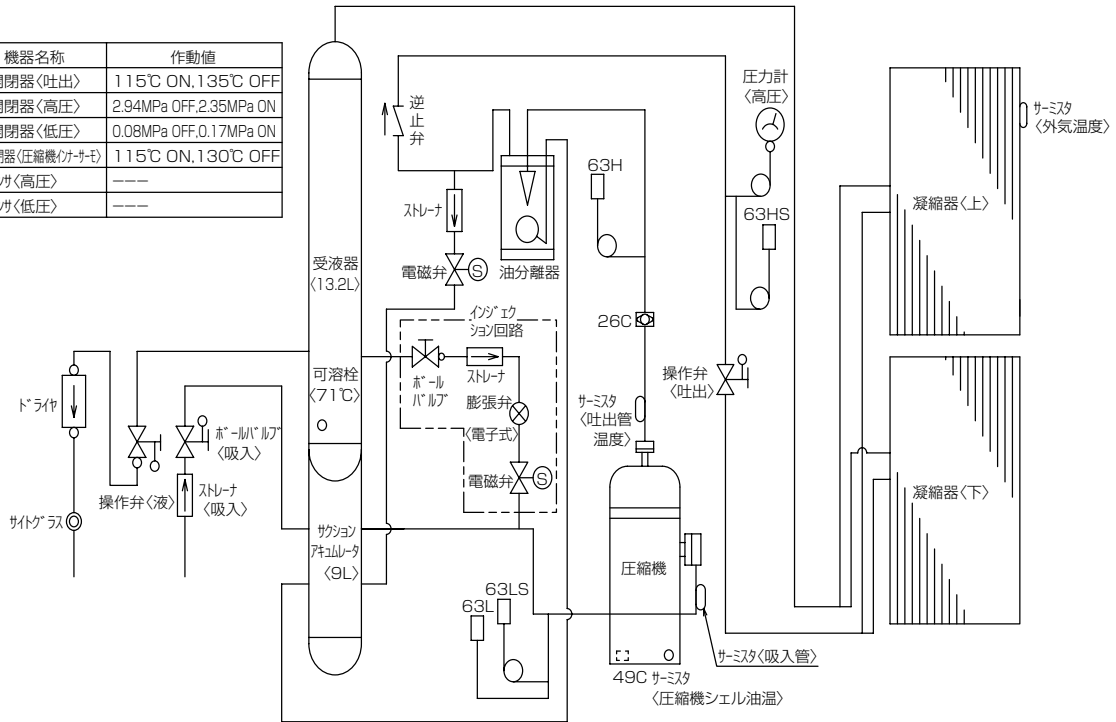 機器名称 作動値
閉器〈吐出〉 115℃ ON,135℃ OFF
閉器〈高圧〉 2.94MPa OFF,2.35MPa ON
閉器〈低圧〉 0.08MPa OFF,0.17MPa ON
閉器〈圧縮機インナーサーモ〉 115℃ ON,130℃ OFF
ンサ〈高圧〉 ---
ンサ〈低圧〉 ---
逆
止
弁
圧力計
〈高圧〉
サーミスタ
〈外気温度〉
63H
63HS
ストレーナ
凝縮器〈上〉
受液器
〈13.2L〉
電磁弁
S
油分離器
インジェク
ション回路
26C
可溶栓
〈71℃〉
ボール
バルブ
ストレーナ
操作弁
〈吐出〉
ドライヤ
膨張弁
〈電子式〉
サーミスタ
〈吐出管
温度〉
ボールバルブ
〈吸入〉
電磁弁
S
操作弁〈液〉
ストレーナ
〈吸入〉
凝縮器〈下〉
サイトグラス
サクション
アキュムレータ
〈9L〉
圧縮機
63L
63LS
サーミスタ〈吸入管〉
49C
サーミスタ
〈圧縮機シェル油温〉